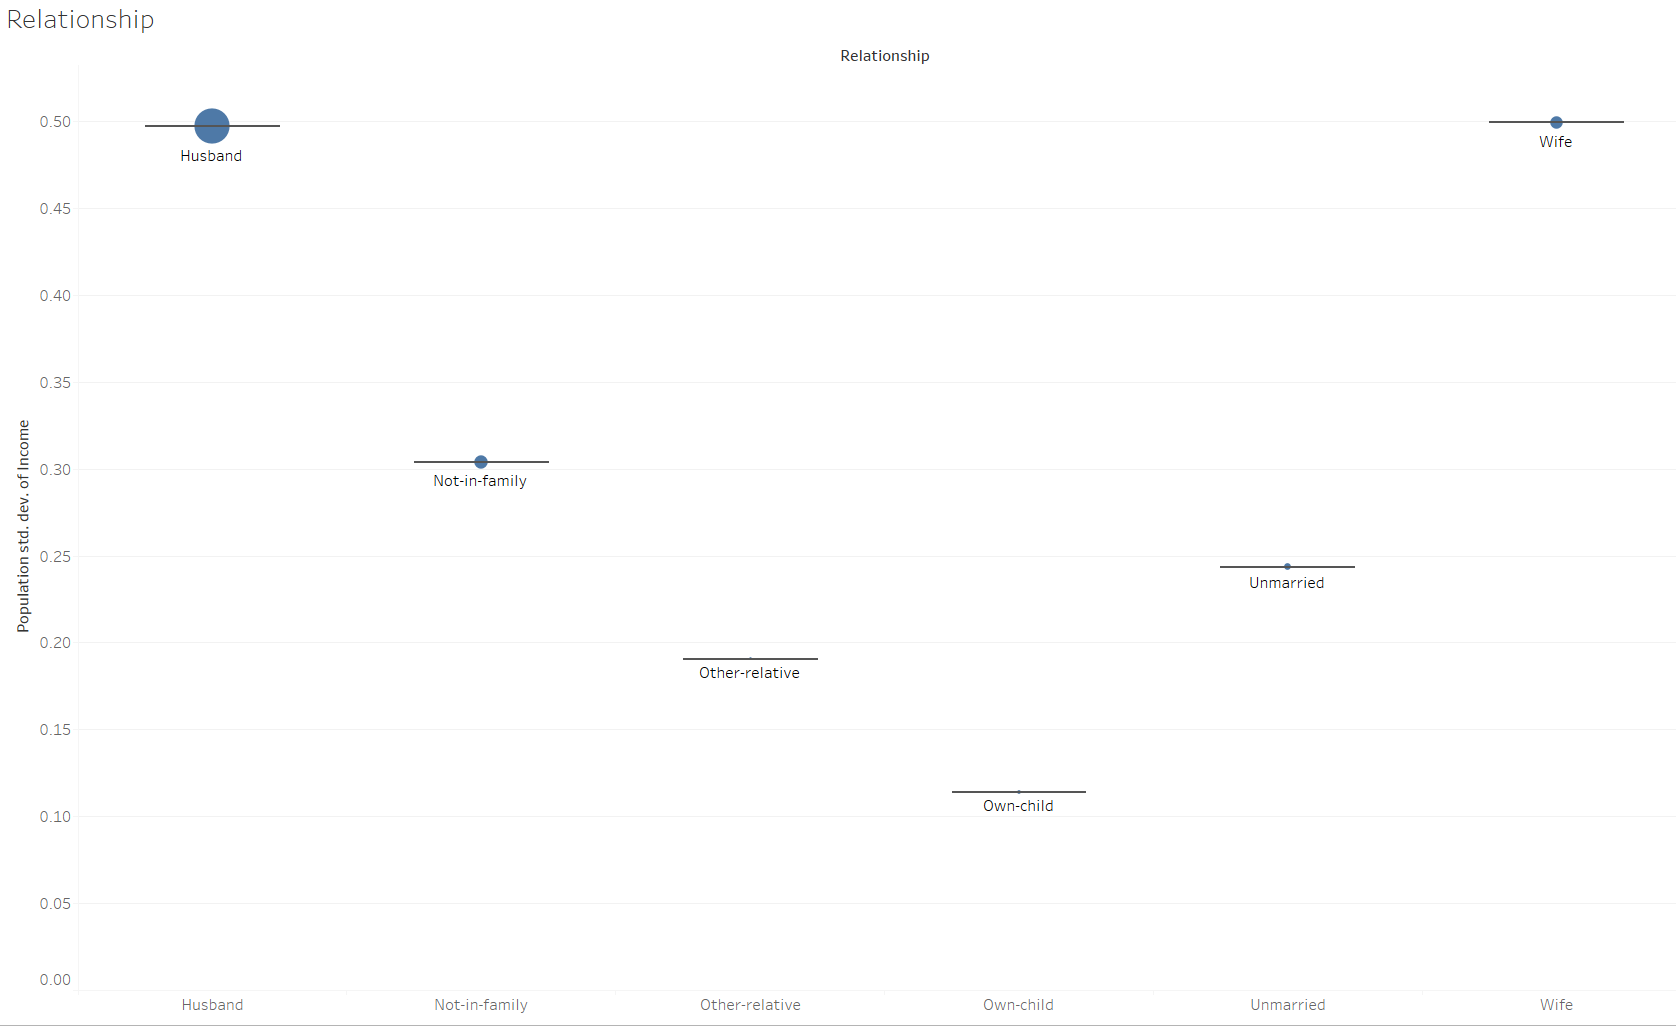 Relationship
Relationship
0.50
Husband
Wife
0.45
0.40
0.35
Population std. dev. of Income
0.30
Not-in-family
0.25
Unmarried
0.20
Other-relative
0.15
Own-child
0.10
0.05
0.00
Husband Not-in-family Other-relative Own-child Unmarried Wife